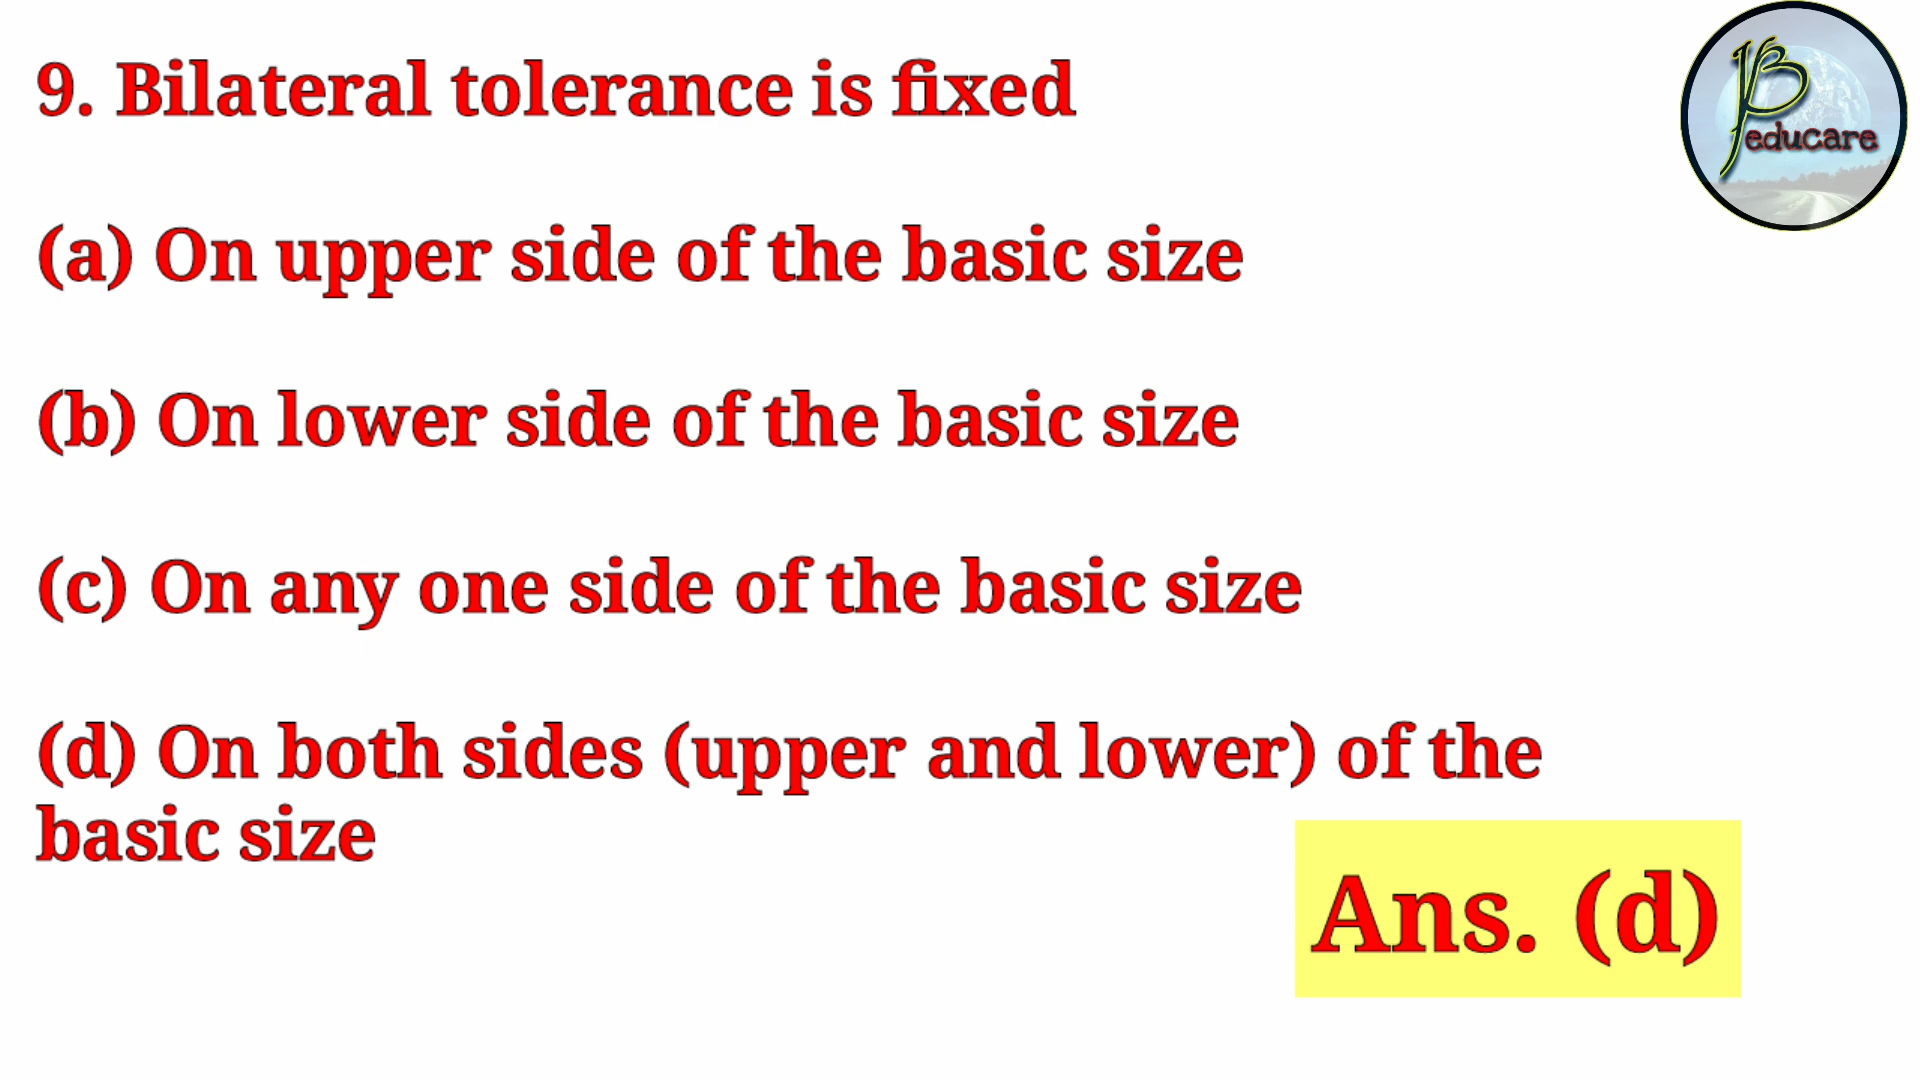 9. Bilateral tolerance is fixed
(a) On upper side of the basic size
(b) On lower side of the basic size
(c) On any one side of the basic size
(d) On both sides (upper and lower) of the
basic size
Ans. (d)
educare